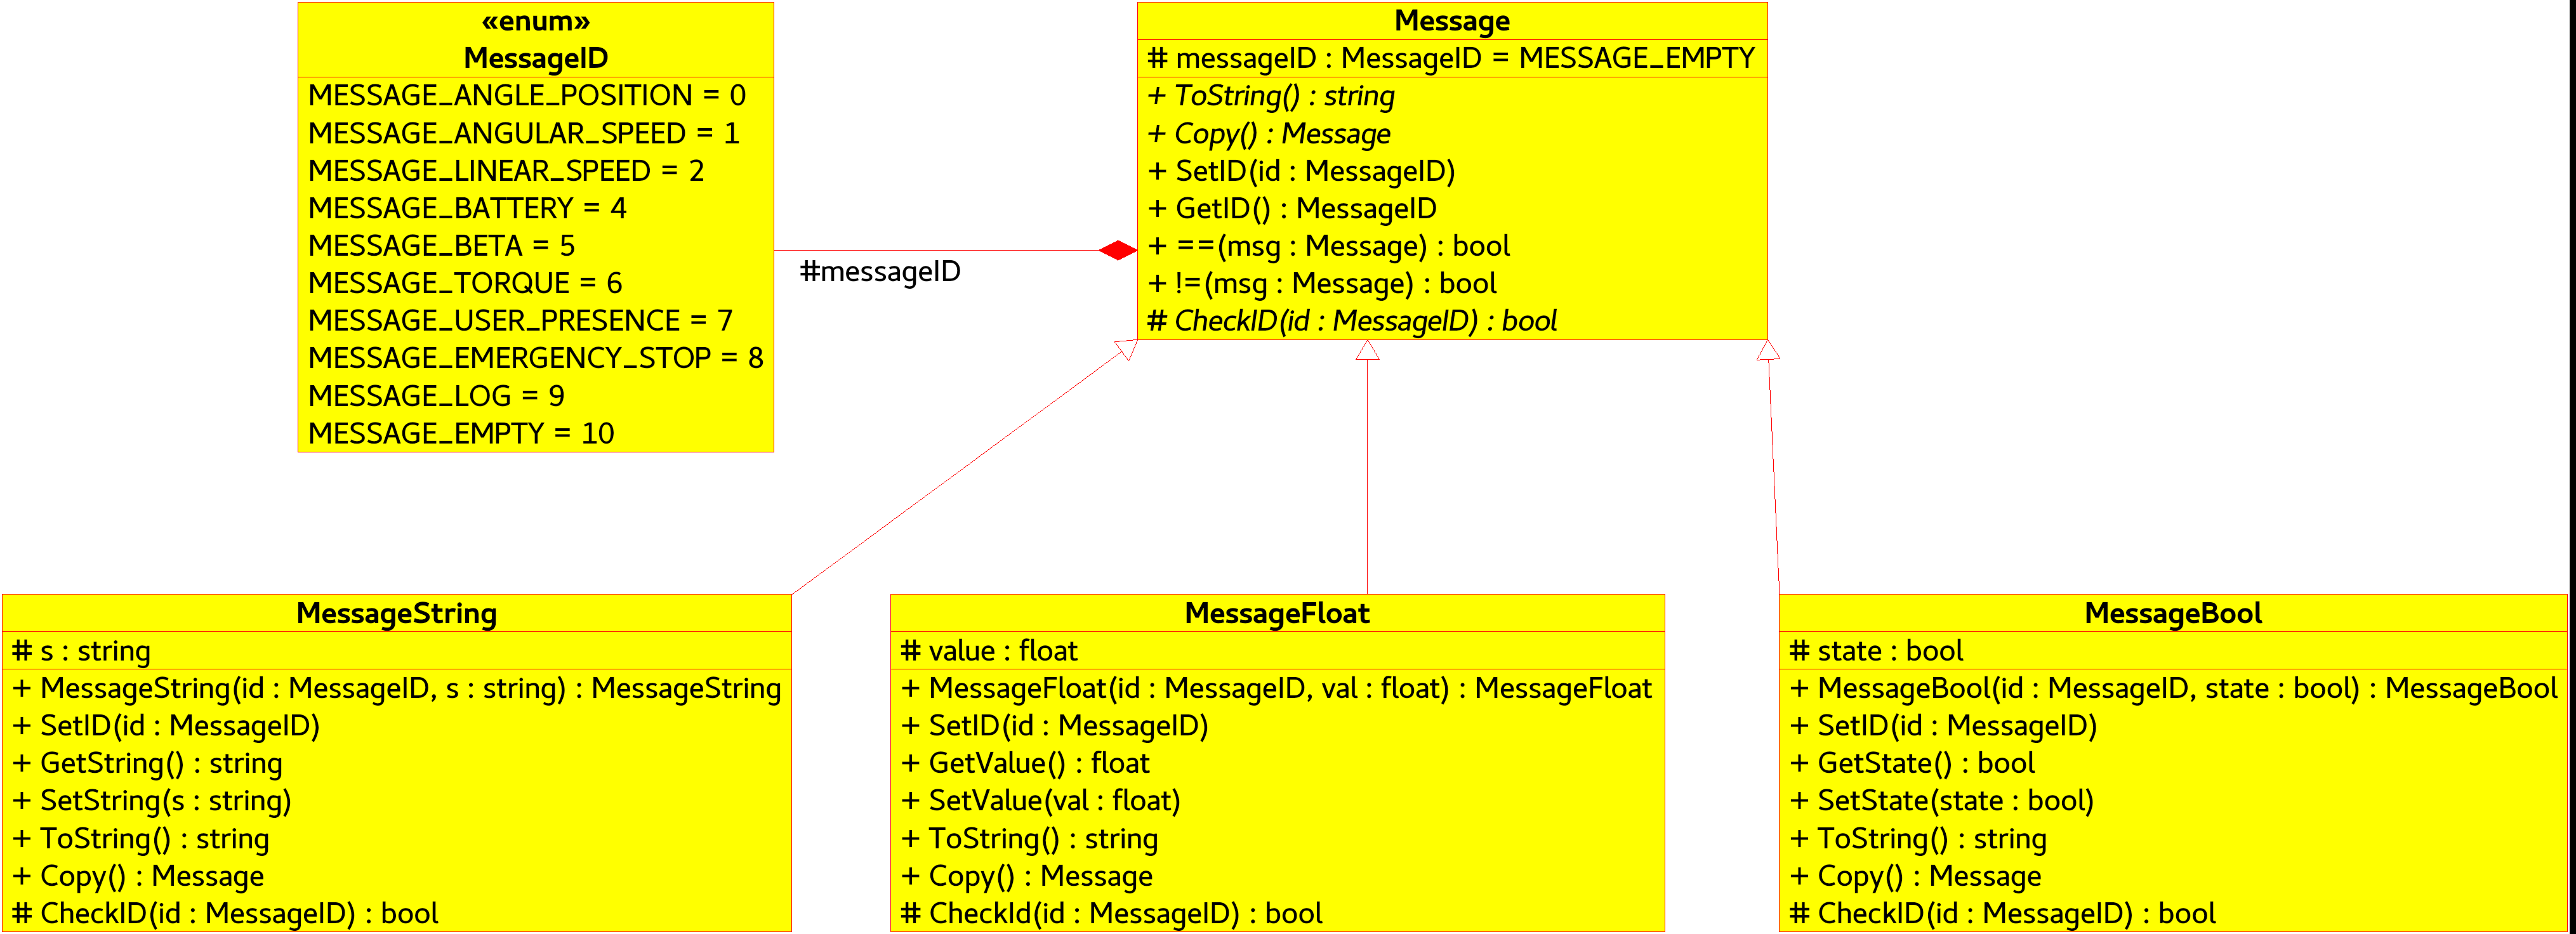 «enum»
MessageID
MESSAGE_ANGLE_POSITION = 0
MESSAGE_ANGULAR_SPEED = 1
MESSAGE_LINEAR_SPEED = 2
MESSAGE_BATTERY = 4
MESSAGE_BETA = 5
MESSAGE_TORQUE = 6
MESSAGE_USER_PRESENCE = 7
MESSAGE_EMERGENCY_STOP = 8
MESSAGE_LOG = 9
MESSAGE_EMPTY = 10
#messageID
Message
# messageID : MessageID = MESSAGE_EMPTY
+ ToString() : string
+ Copy() : Message
+ SetID(id : MessageID)
+ GetID() : MessageID
+ ==(msg : Message) : bool
+ !=(msg : Message) : bool
# CheckID(id : MessageID) : bool
MessageString
# s : string
+ MessageString(id : MessageID, s : string) : MessageString
+ SetID(id : MessageID)
+ GetString() : string
+ SetString(s : string)
+ ToString() : string
+ Copy() : Message
# CheckID(id : MessageID) : bool
MessageFloat
# value : float
+ MessageFloat(id : MessageID, val : float) : MessageFloat
+ SetID(id : MessageID)
+ GetValue() : float
+ SetValue(val : float)
+ ToString() : string
+ Copy() : Message
# CheckId(id : MessageID) : bool
MessageBool
# state : bool
+ MessageBool(id : MessageID, state : bool) : MessageBool
+ SetID(id : MessageID)
+ GetState() : bool
+ SetState(state : bool)
+ ToString() : string
+ Copy() : Message
# CheckID(id : MessageID) : bool